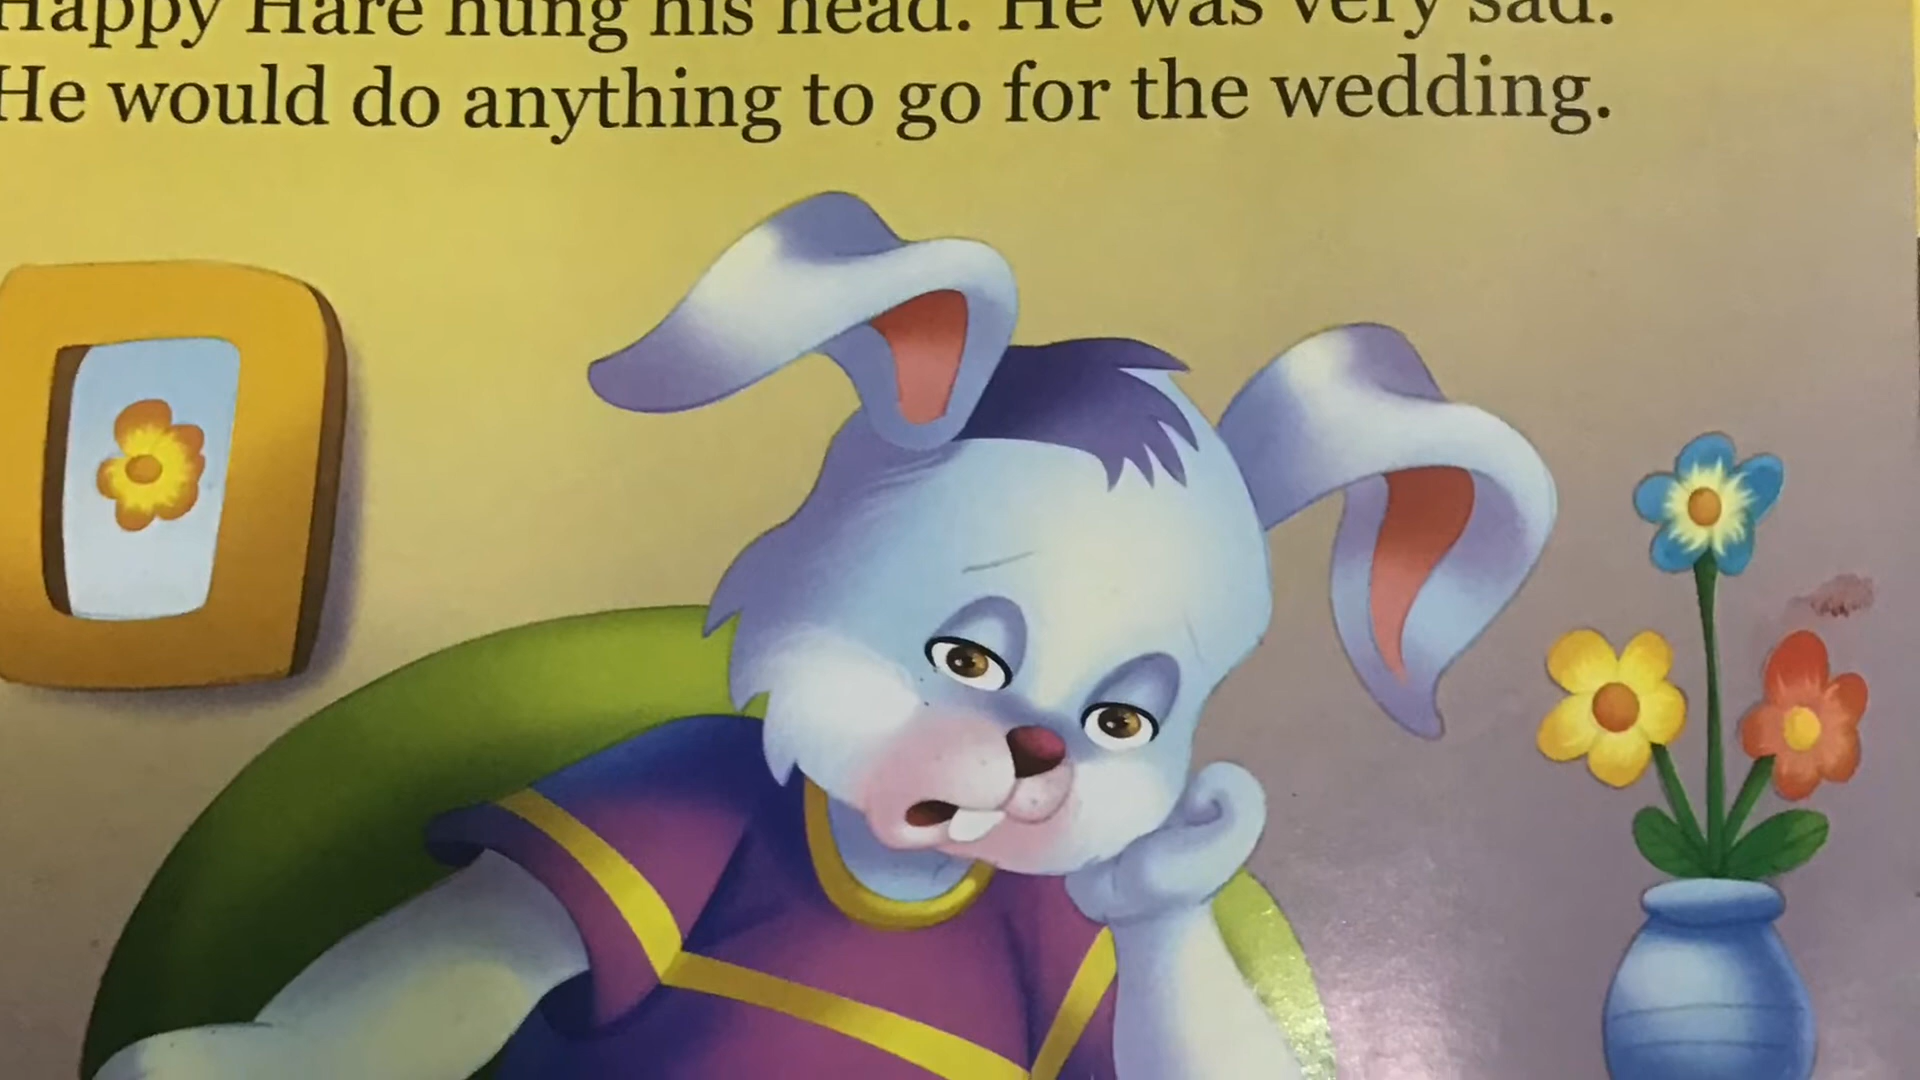 Happy Hare hung his head. He was very sad.
He would do anything to go for the wedding.